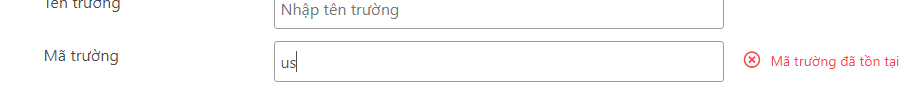 Tên trường
Nhập tên trường
Mã trường
us
Mã trường đã tồn tại